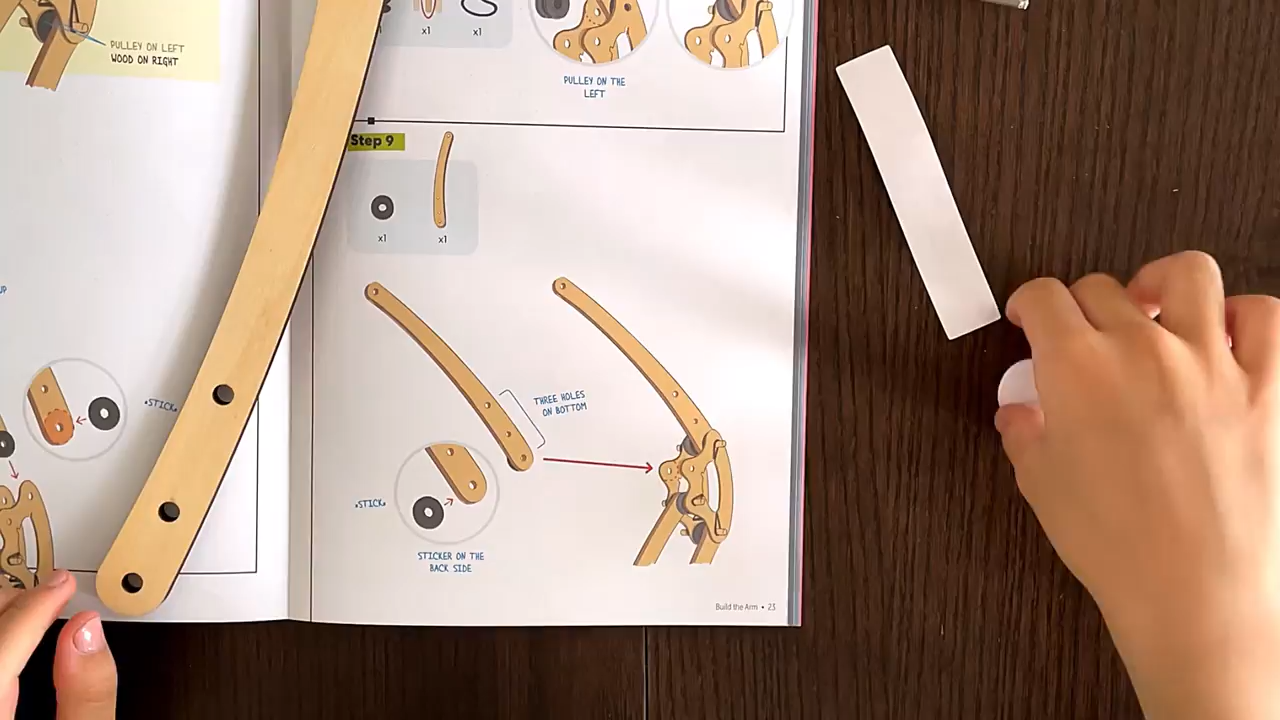 PULLEY ON LEFT
WOOD ON RIGHT
x1
x1
PULLEY ON THE
LEFT
Step 9
x1
x1
THREE HOLES
ON BOTTOM
STICK
STICK
STICKER ON THE
BACK SIDE
Build the Arm • 23